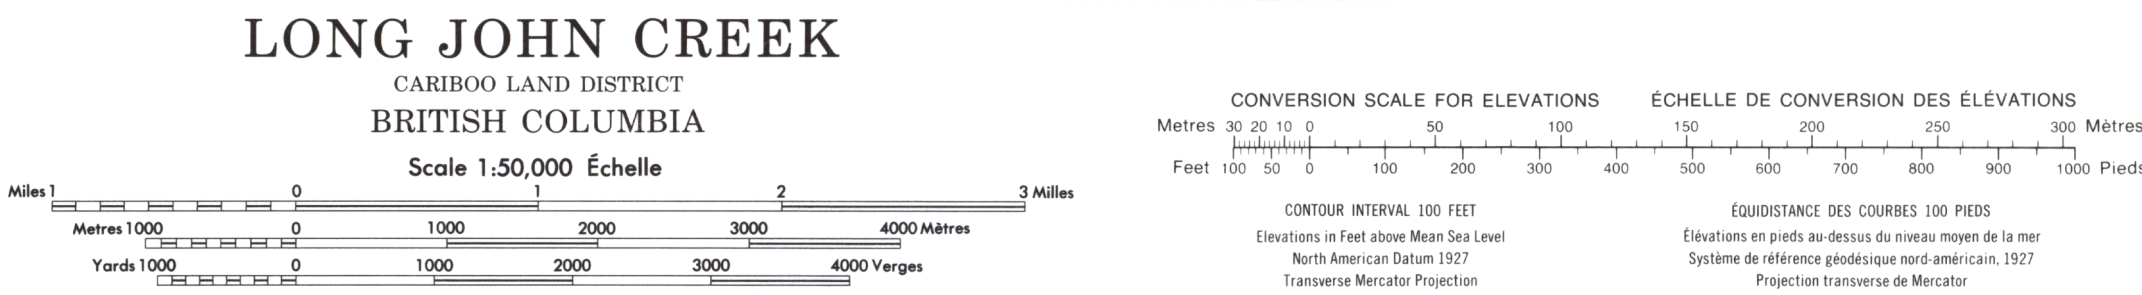 LONG JOHN CREEK
CARIBOO LAND DISTRICT
BRITISH COLUMBIA
Scale 1:50,000 Échelle
Miles 1 0 1 2 3 Milles
Metres 1000 0 1000 2000 3000 4000 Mètres
Yards 1000 0 1000 2000 3000 4000 Verges
CONVERSION SCALE FOR ELEVATIONS ÉCHELLE DE CONVERSION DES ÉLÉVATIONS
Metres 30 20 10 0 50 100 150 200 250 300 Mètres
Feet 100 50 0 100 200 300 400 500 600 700 800 900 1000 Pieds
CONTOUR INTERVAL 100 FEET
Elevations in Feet above Mean Sea Level
North American Datum 1927
Transverse Mercator Projection
ÉQUIDISTANCE DES COURBES 100 PIEDS
Élévations en pieds au-dessus du niveau moyen de la mer
Système de référence géodésique nord-américain, 1927
Projection transverse de Mercator